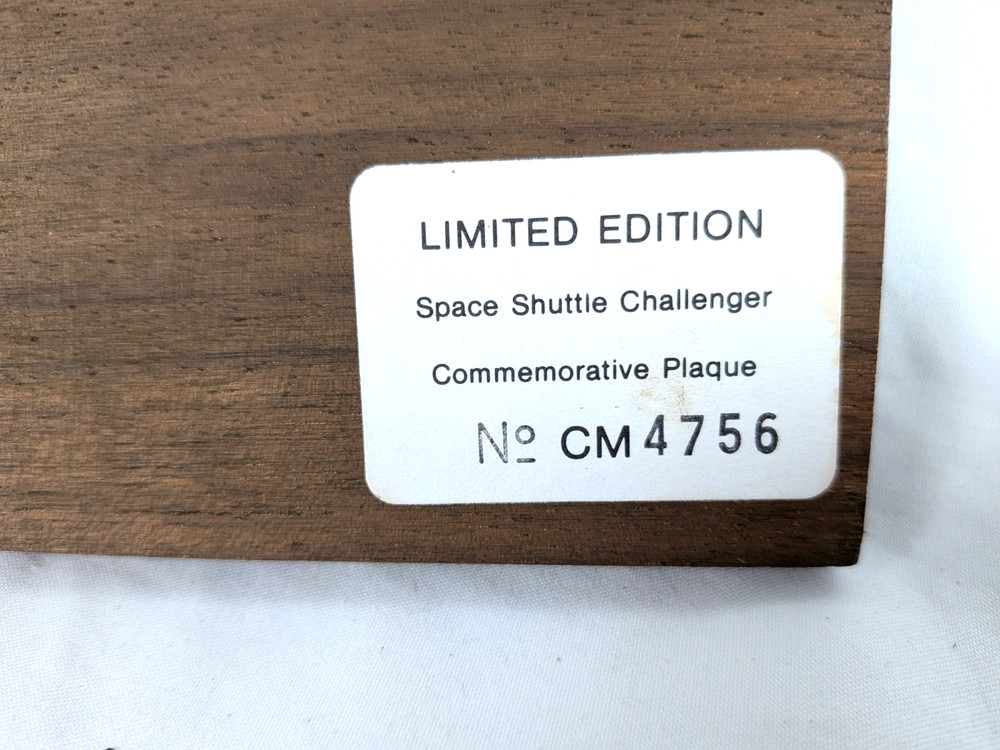 LIMITED EDITION
Space Shuttle Challenger
Commemorative Plaque
Nº CM4756